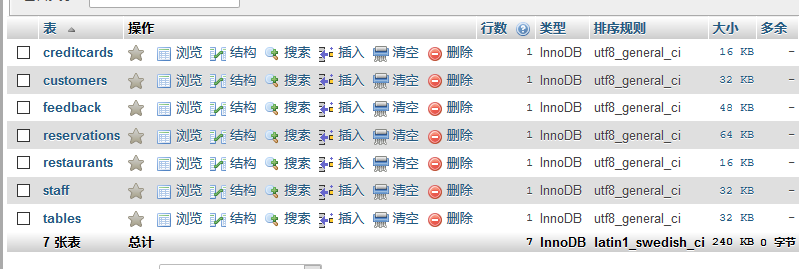 表 操作 行数 类型 排序规则 大小 多余
creditcards 浏览 结构 搜索 插入 清空 删除 1 InnoDB utf8_general_ci 16 KB -
customers 浏览 结构 搜索 插入 清空 删除 1 InnoDB utf8_general_ci 32 KB -
feedback 浏览 结构 搜索 插入 清空 删除 1 InnoDB utf8_general_ci 48 KB -
reservations 浏览 结构 搜索 插入 清空 删除 1 InnoDB utf8_general_ci 64 KB -
restaurants 浏览 结构 搜索 插入 清空 删除 1 InnoDB utf8_general_ci 16 KB -
staff 浏览 结构 搜索 插入 清空 删除 1 InnoDB utf8_general_ci 32 KB -
tables 浏览 结构 搜索 插入 清空 删除 1 InnoDB utf8_general_ci 32 KB -
7 张表 总计 7 InnoDB latin1_swedish_ci 240 KB 0 字节